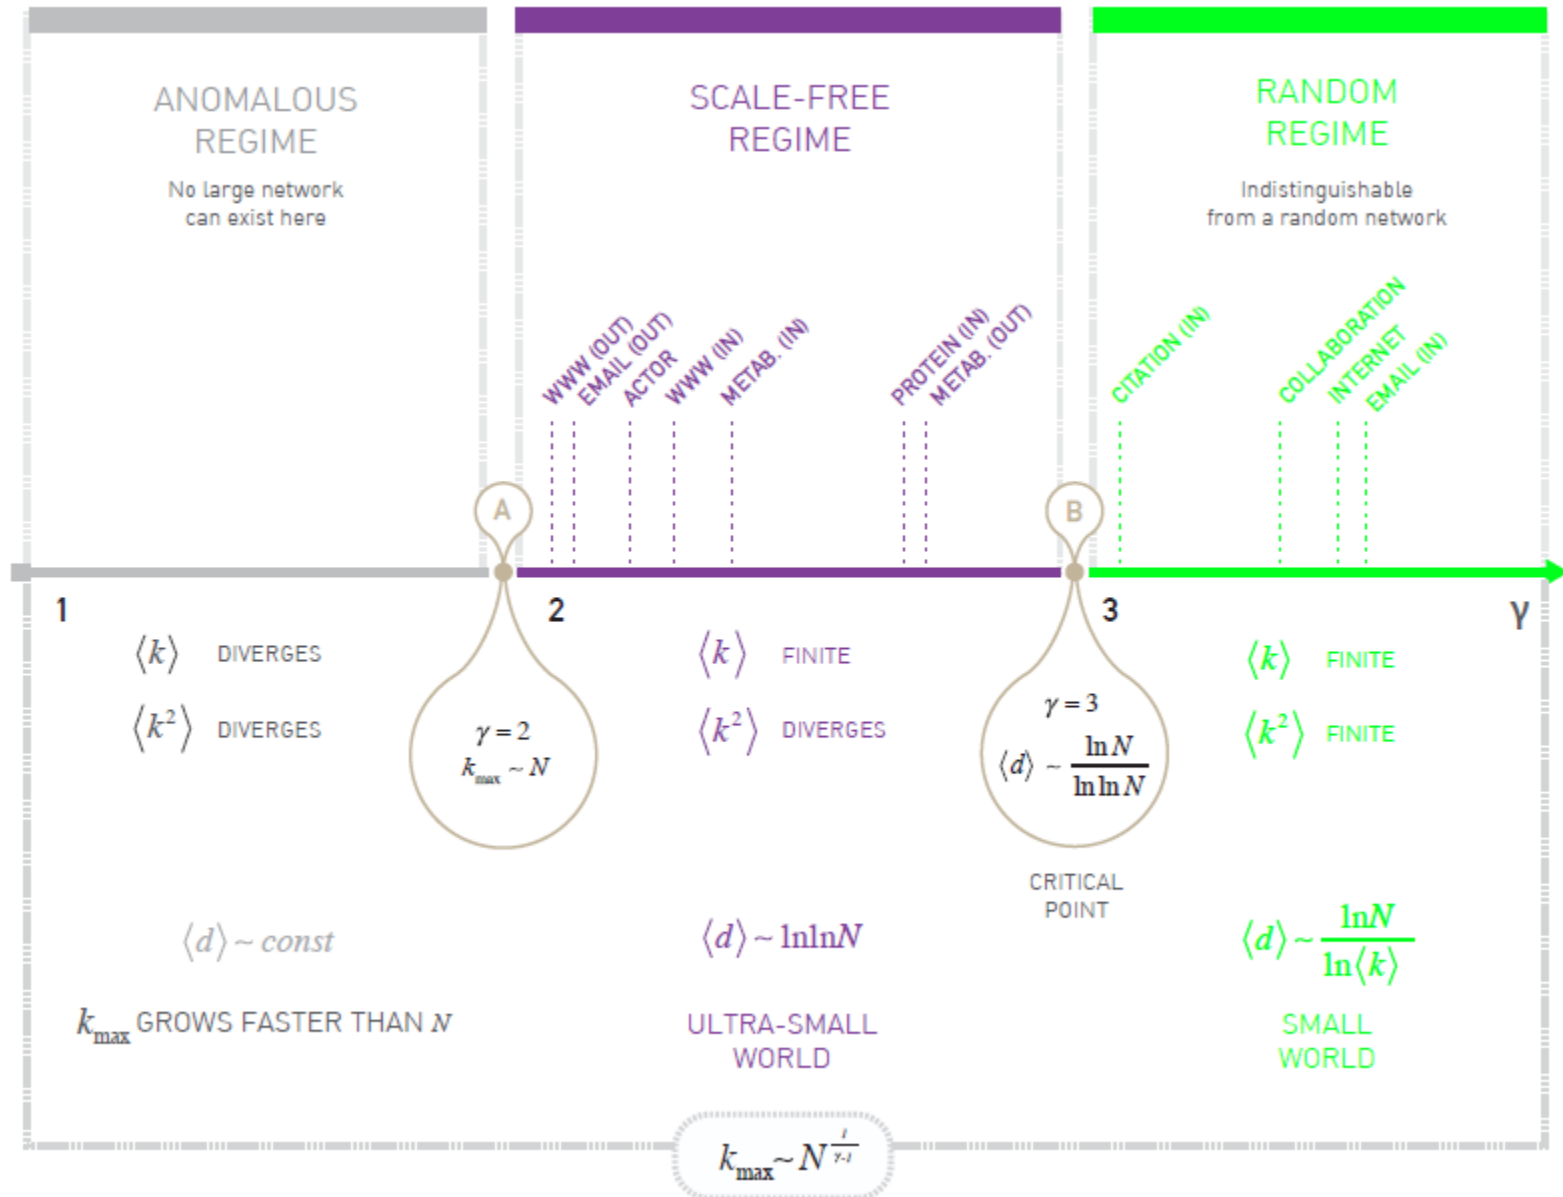 ANOMALOUS
REGIME
No large network
can exist here
SCALE-FREE
REGIME
RANDOM
REGIME
Indistinguishable
from a random network
WWW (OUT)
EMAIL (OUT)
ACTOR
WWW (IN)
METAB. (IN)
PROTEIN (IN)
METAB. (OUT)
CITATION (IN)
COLLABORATION
INTERNET
EMAIL (IN)
A
B
1
2
3
γ
⟨k⟩ DIVERGES
⟨k²⟩ DIVERGES
γ = 2
k_max ~ N
⟨k⟩ FINITE
⟨k²⟩ DIVERGES
γ = 3
⟨d⟩ ~ ln N / ln ln N
CRITICAL
POINT
⟨k⟩ FINITE
⟨k²⟩ FINITE
⟨d⟩ ~ const
k_max GROWS FASTER THAN N
⟨d⟩ ~ lnlnN
ULTRA-SMALL
WORLD
⟨d⟩ ~ lnN / ln⟨k⟩
SMALL
WORLD
k_max ~ N^(1/(γ-1))